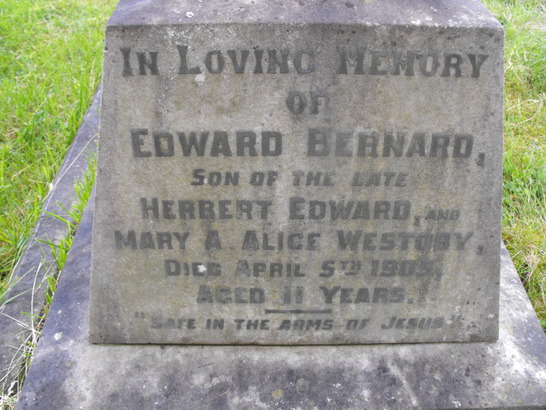 In Loving Memory
of
Edward Bernard,
Son of the late
Herbert Edward, and
Mary A. Alice Westoby,
Died April 5th 1905,
Aged 11 Years.
"Safe in the arms of Jesus."